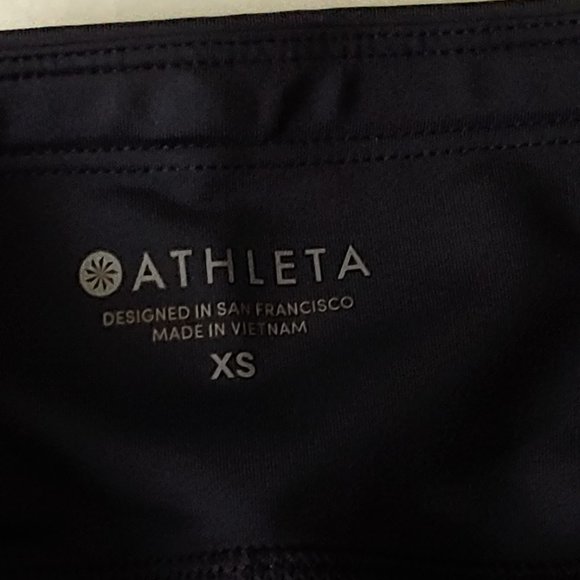 ATHLETA
DESIGNED IN SAN FRANCISCO
MADE IN VIETNAM
XS